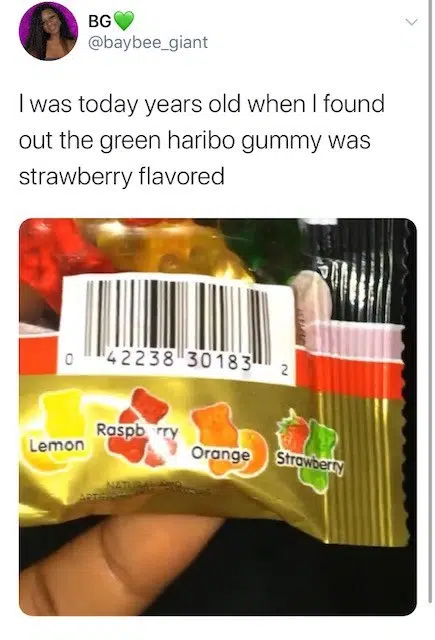 BG💚
@baybee_giant
I was today years old when I found
out the green haribo gummy was
strawberry flavored
0 42238 30183 2
Lemon
Orange
Strawberry